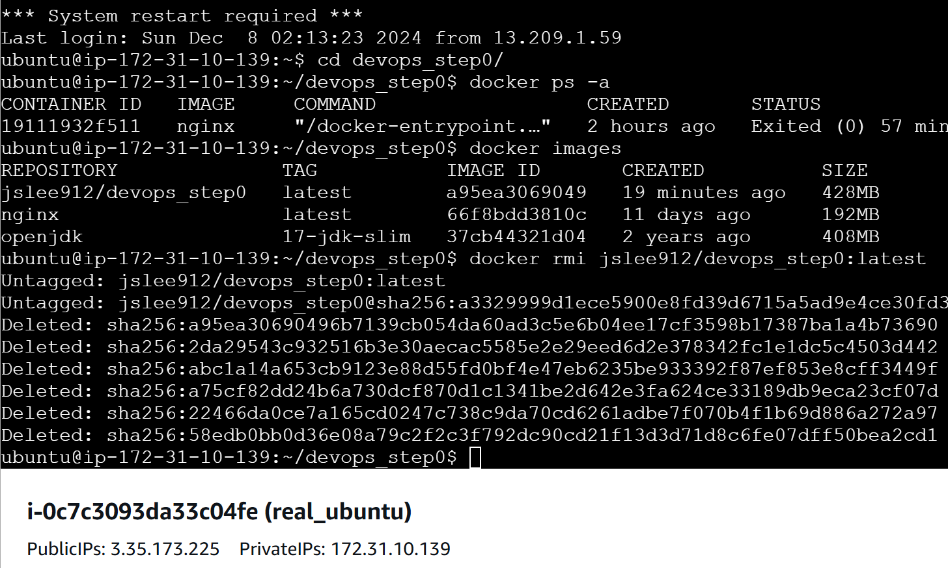 *** System restart required ***
Last login: Sun Dec  8 02:13:23 2024 from 13.209.1.59
ubuntu@ip-172-31-10-139:~$ cd devops_step0/
ubuntu@ip-172-31-10-139:~/devops_step0$ docker ps -a
CONTAINER ID   IMAGE     COMMAND                  CREATED       STATUS
19111932f511   nginx     "/docker-entrypoint.…"   2 hours ago   Exited (0) 57 min
ubuntu@ip-172-31-10-139:~/devops_step0$ docker images
REPOSITORY             TAG           IMAGE ID       CREATED          SIZE
jslee912/devops_step0   latest        a95ea3069049   19 minutes ago   428MB
nginx                  latest        66f8bdd3810c   11 days ago      192MB
openjdk                17-jdk-slim   37cb44321d04   2 years ago      408MB
ubuntu@ip-172-31-10-139:~/devops_step0$ docker rmi jslee912/devops_step0:latest
Untagged: jslee912/devops_step0:latest
Untagged: jslee912/devops_step0@sha256:a3329999d1ece5900e8fd39d6715a5ad9e4ce30fd3
Deleted: sha256:a95ea30690496b7139cb054da60ad3c5e6b04ee17cf3598b17387ba1a4b73690
Deleted: sha256:2da29543c932516b3e30aecac5585e2e29eed6d2e378342fc1e1dc5c4503d442
Deleted: sha256:abc1a14a653cb9123e88d55fd0bf4e47eb6235be933392f87ef853e8cff3449f
Deleted: sha256:a75cf82dd24b6a730dcf870d1c1341be2d642e3fa624ce33189db9eca23cf07d
Deleted: sha256:22466da0ce7a165cd0247c738c9da70cd6261adbe7f070b4f1b69d886a272a97
Deleted: sha256:58edb0bb0d36e08a79c2f2c3f792dc90cd21f13d3d71d8c6fe07dff50bea2cd1
ubuntu@ip-172-31-10-139:~/devops_step0$
i-0c7c3093da33c04fe (real_ubuntu)
PublicIPs: 3.35.173.225    PrivateIPs: 172.31.10.139